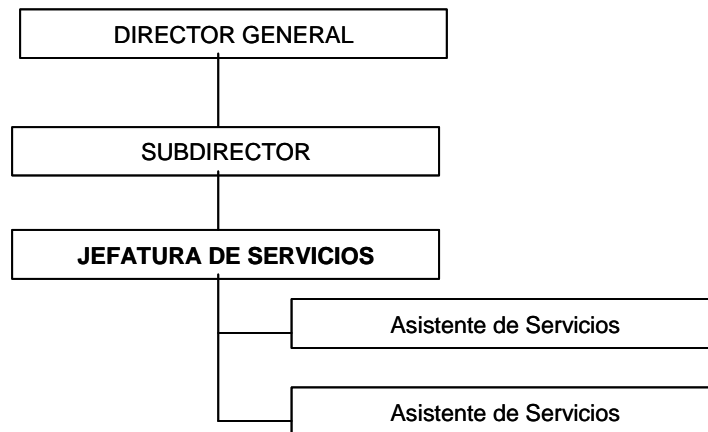 DIRECTOR GENERAL
SUBDIRECTOR
JEFATURA DE SERVICIOS
Asistente de Servicios
Asistente de Servicios